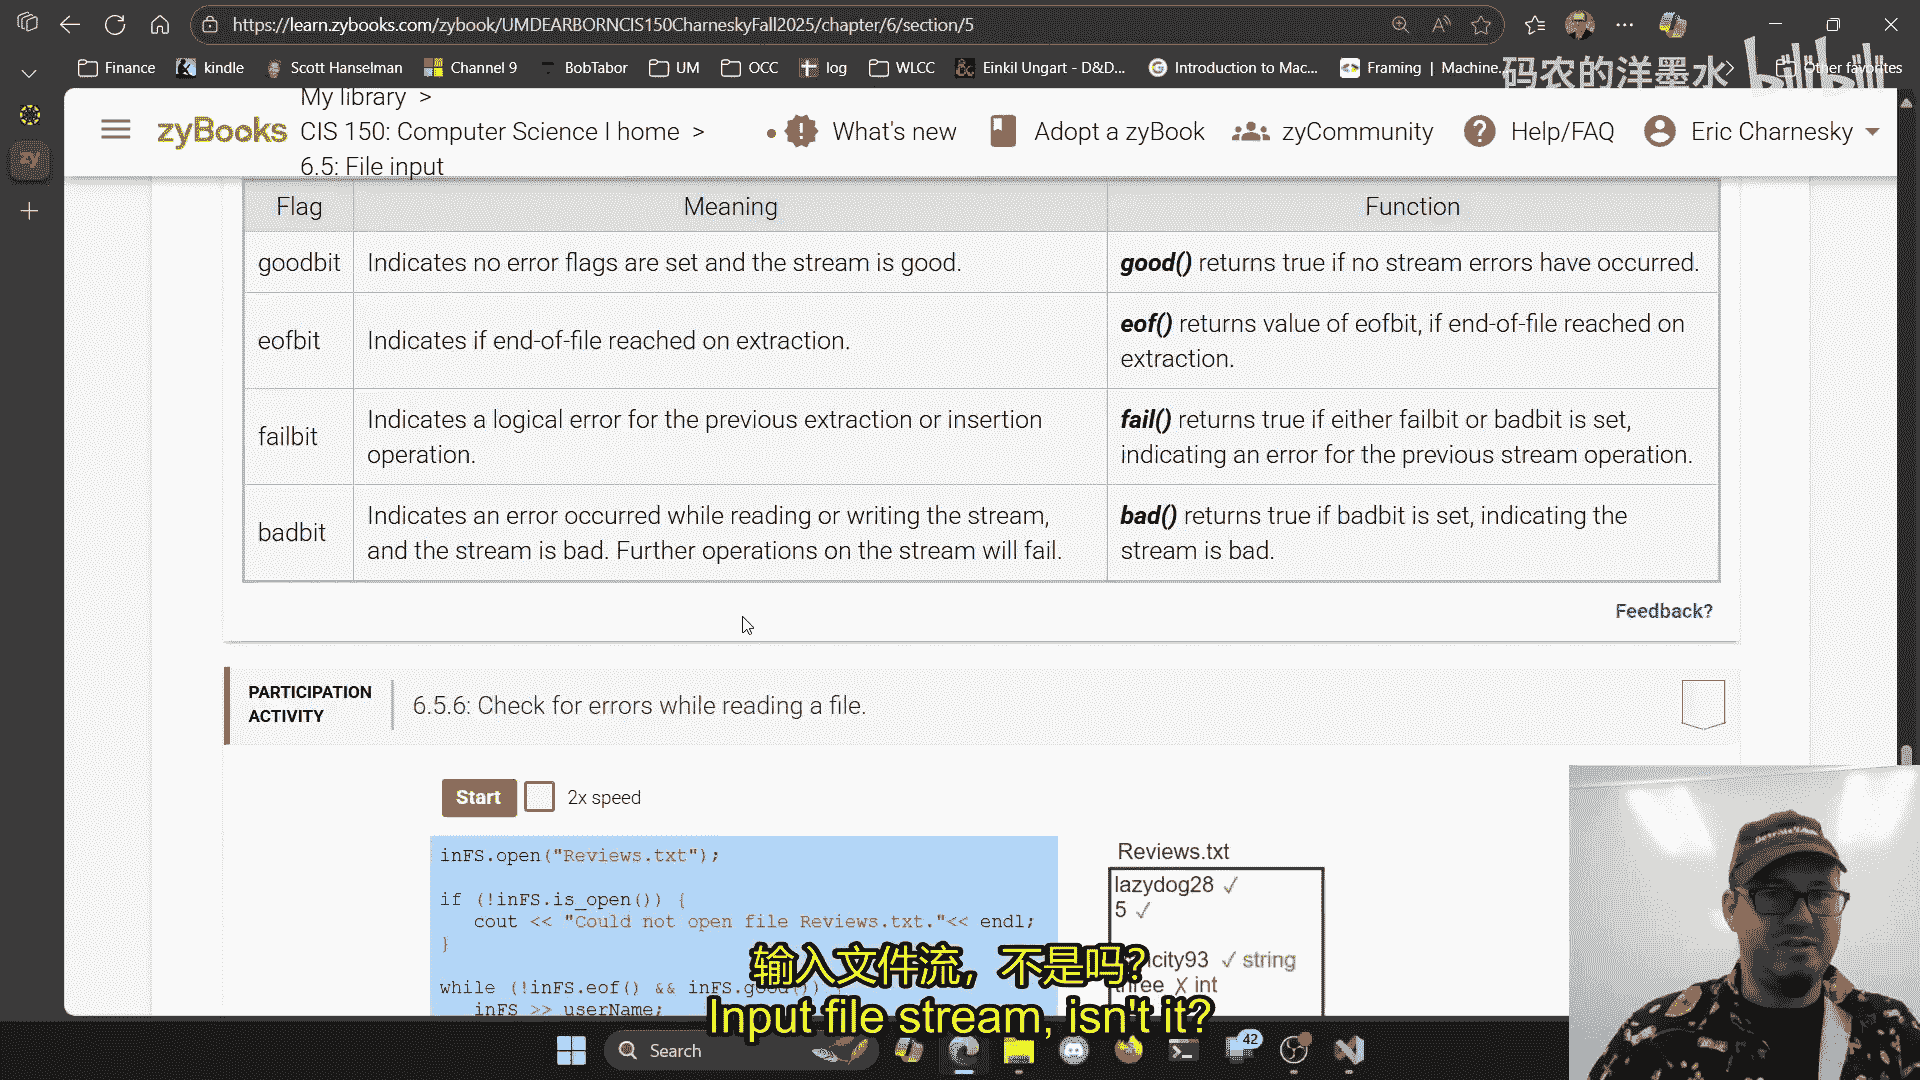 https://learn.zybooks.com/zybook/UMDEARBORNCIS150CharneskyFall2025/chapter/6/section/5
Finance
kindle
Scott Hanselman
Channel 9
BobTabor
UM
OCC
log
WLCC
Einkil Ungart - D&D...
Introduction to Mac...
Framing | Machine...
Other favorites
码农的洋墨水
bilibili
My library >
zyBooks
CIS 150: Computer Science I home >
6.5: File input
What's new
Adopt a zyBook
zyCommunity
Help/FAQ
Eric Charnesky
zy
Flag
Meaning
Function
goodbit
Indicates no error flags are set and the stream is good.
good() returns true if no stream errors have occurred.
eofbit
Indicates if end-of-file reached on extraction.
eof() returns value of eofbit, if end-of-file reached on
extraction.
failbit
Indicates a logical error for the previous extraction or insertion
operation.
fail() returns true if either failbit or badbit is set,
indicating an error for the previous stream operation.
badbit
Indicates an error occurred while reading or writing the stream,
and the stream is bad. Further operations on the stream will fail.
bad() returns true if badbit is set, indicating the
stream is bad.
Feedback?
PARTICIPATION
ACTIVITY
6.5.6: Check for errors while reading a file.
Start
2x speed
inFS.open("Reviews.txt");
if (!inFS.is_open()) {
cout << "Could not open file Reviews.txt."<< endl;
}
while (!inFS.eof() && inFS.good()) {
inFS >> userName;
Reviews.txt
lazydog28 ✓
5 ✓
✓ string
three ✗ int
输入文件流，不是吗？
Input file stream, isn't it?
Search
42